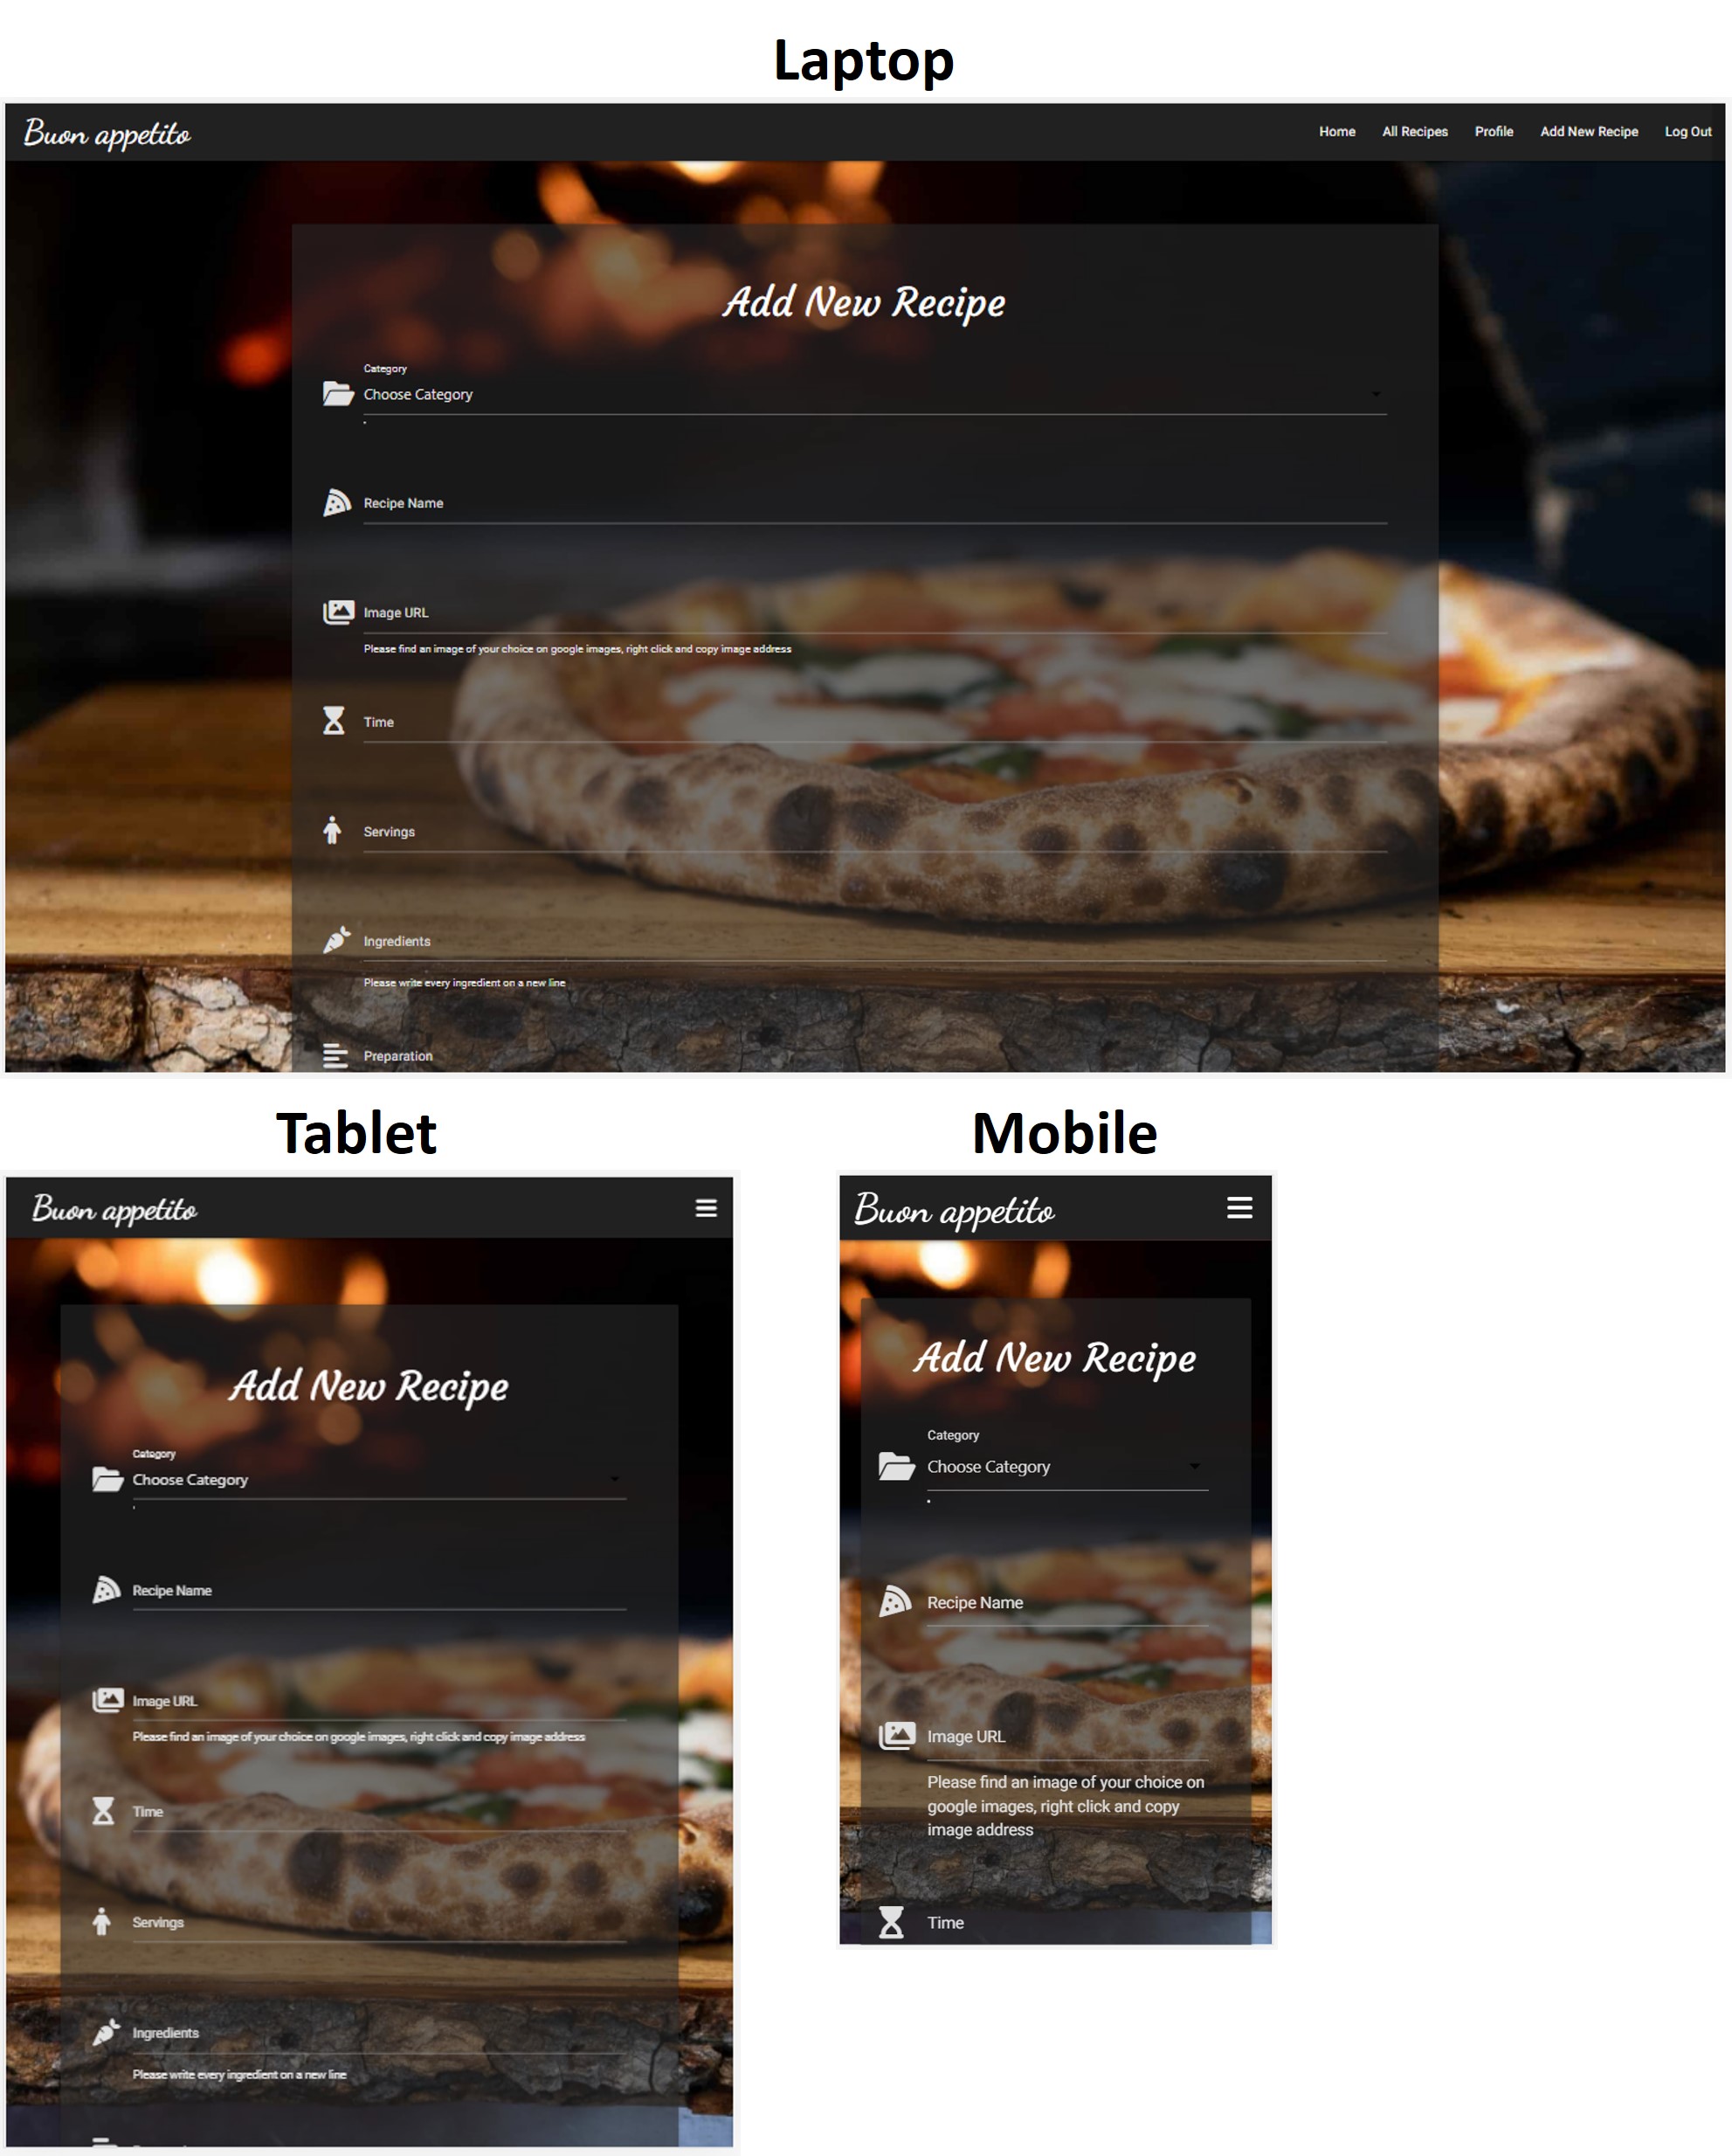 Laptop
Buon appetito
Home All Recipes Profile Add New Recipe Log Out
Add New Recipe
Category
Choose Category
Recipe Name
Image URL
Please find an image of your choice on google images, right click and copy image address
Time
Servings
Ingredients
Please write every ingredient on a new line
Preparation
Tablet
Buon appetito
Add New Recipe
Category
Choose Category
Recipe Name
Image URL
Please find an image of your choice on google images, right click and copy image address
Time
Servings
Ingredients
Please write every ingredient on a new line
Mobile
Buon appetito
Add New Recipe
Category
Choose Category
Recipe Name
Image URL
Please find an image of your choice on
google images, right click and copy
image address
Time